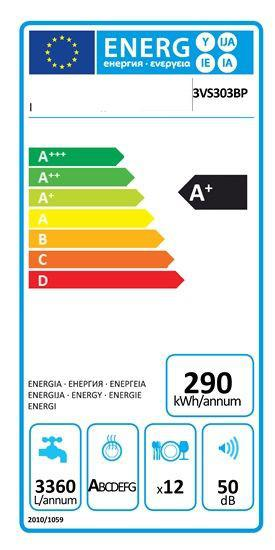 ENERG Y IJA
енергия · ενεργεια IE IA
3VS303BP
I
A+++
A++
A+
A+
A
B
C
D
ENERGIA · ЕНЕРГИЯ · ΕΝΕΡΓΕΙΑ
ENERGIJA · ENERGY · ENERGIE
ENERGI
290
kWh/annum
3360
L/annum
ABCDEFG
x12
50
dB
2010/1059